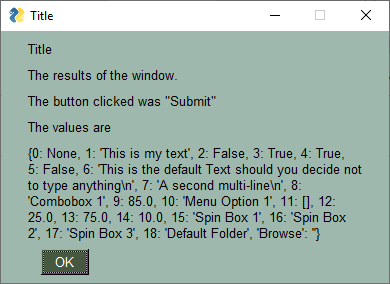 Title
Title
The results of the window.
The button clicked was "Submit"
The values are
{0: None, 1: 'This is my text', 2: False, 3: True, 4: True,
5: False, 6: 'This is the default Text should you decide not
to type anything\n', 7: 'A second multi-line\n', 8:
'Combobox 1', 9: 85.0, 10: 'Menu Option 1', 11: [], 12:
25.0, 13: 75.0, 14: 10.0, 15: 'Spin Box 1', 16: 'Spin Box
2', 17: 'Spin Box 3', 18: 'Default Folder', 'Browse': ''}
OK